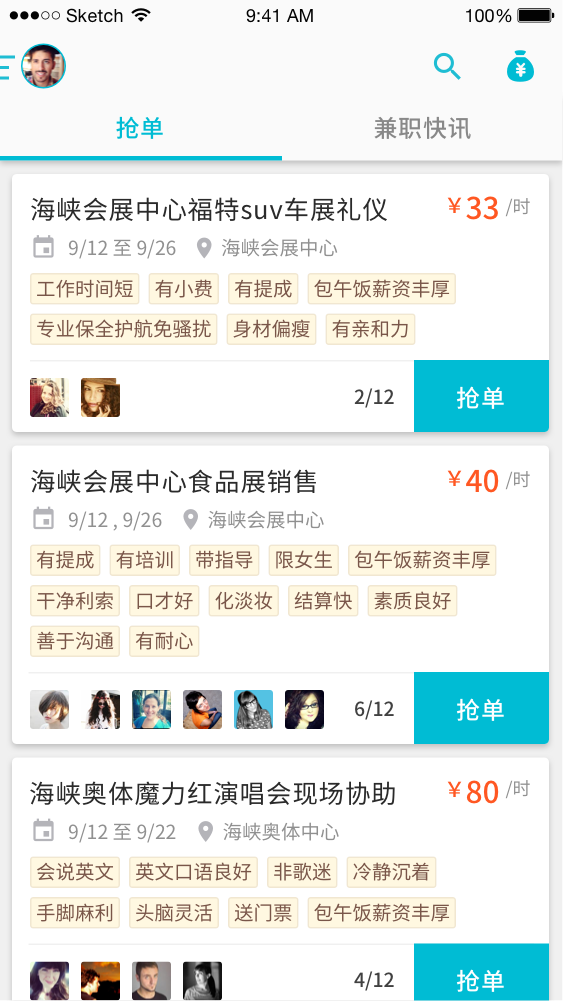 Sketch 9:41 AM 100%
抢单 兼职快讯
海峡会展中心福特suv车展礼仪 ￥33 /时
9/12 至 9/26 海峡会展中心
工作时间短 有小费 有提成 包午饭薪资丰厚
专业保全护航免骚扰 身材偏瘦 有亲和力
2/12 抢单
海峡会展中心食品展销售 ￥40 /时
9/12 , 9/26 海峡会展中心
有提成 有培训 带指导 限女生 包午饭薪资丰厚
干净利索 口才好 化淡妆 结算快 素质良好
善于沟通 有耐心
6/12 抢单
海峡奥体魔力红演唱会现场协助 ￥80 /时
9/12 至 9/22 海峡奥体中心
会说英文 英文口语良好 非歌迷 冷静沉着
手脚麻利 头脑灵活 送门票 包午饭薪资丰厚
4/12 抢单